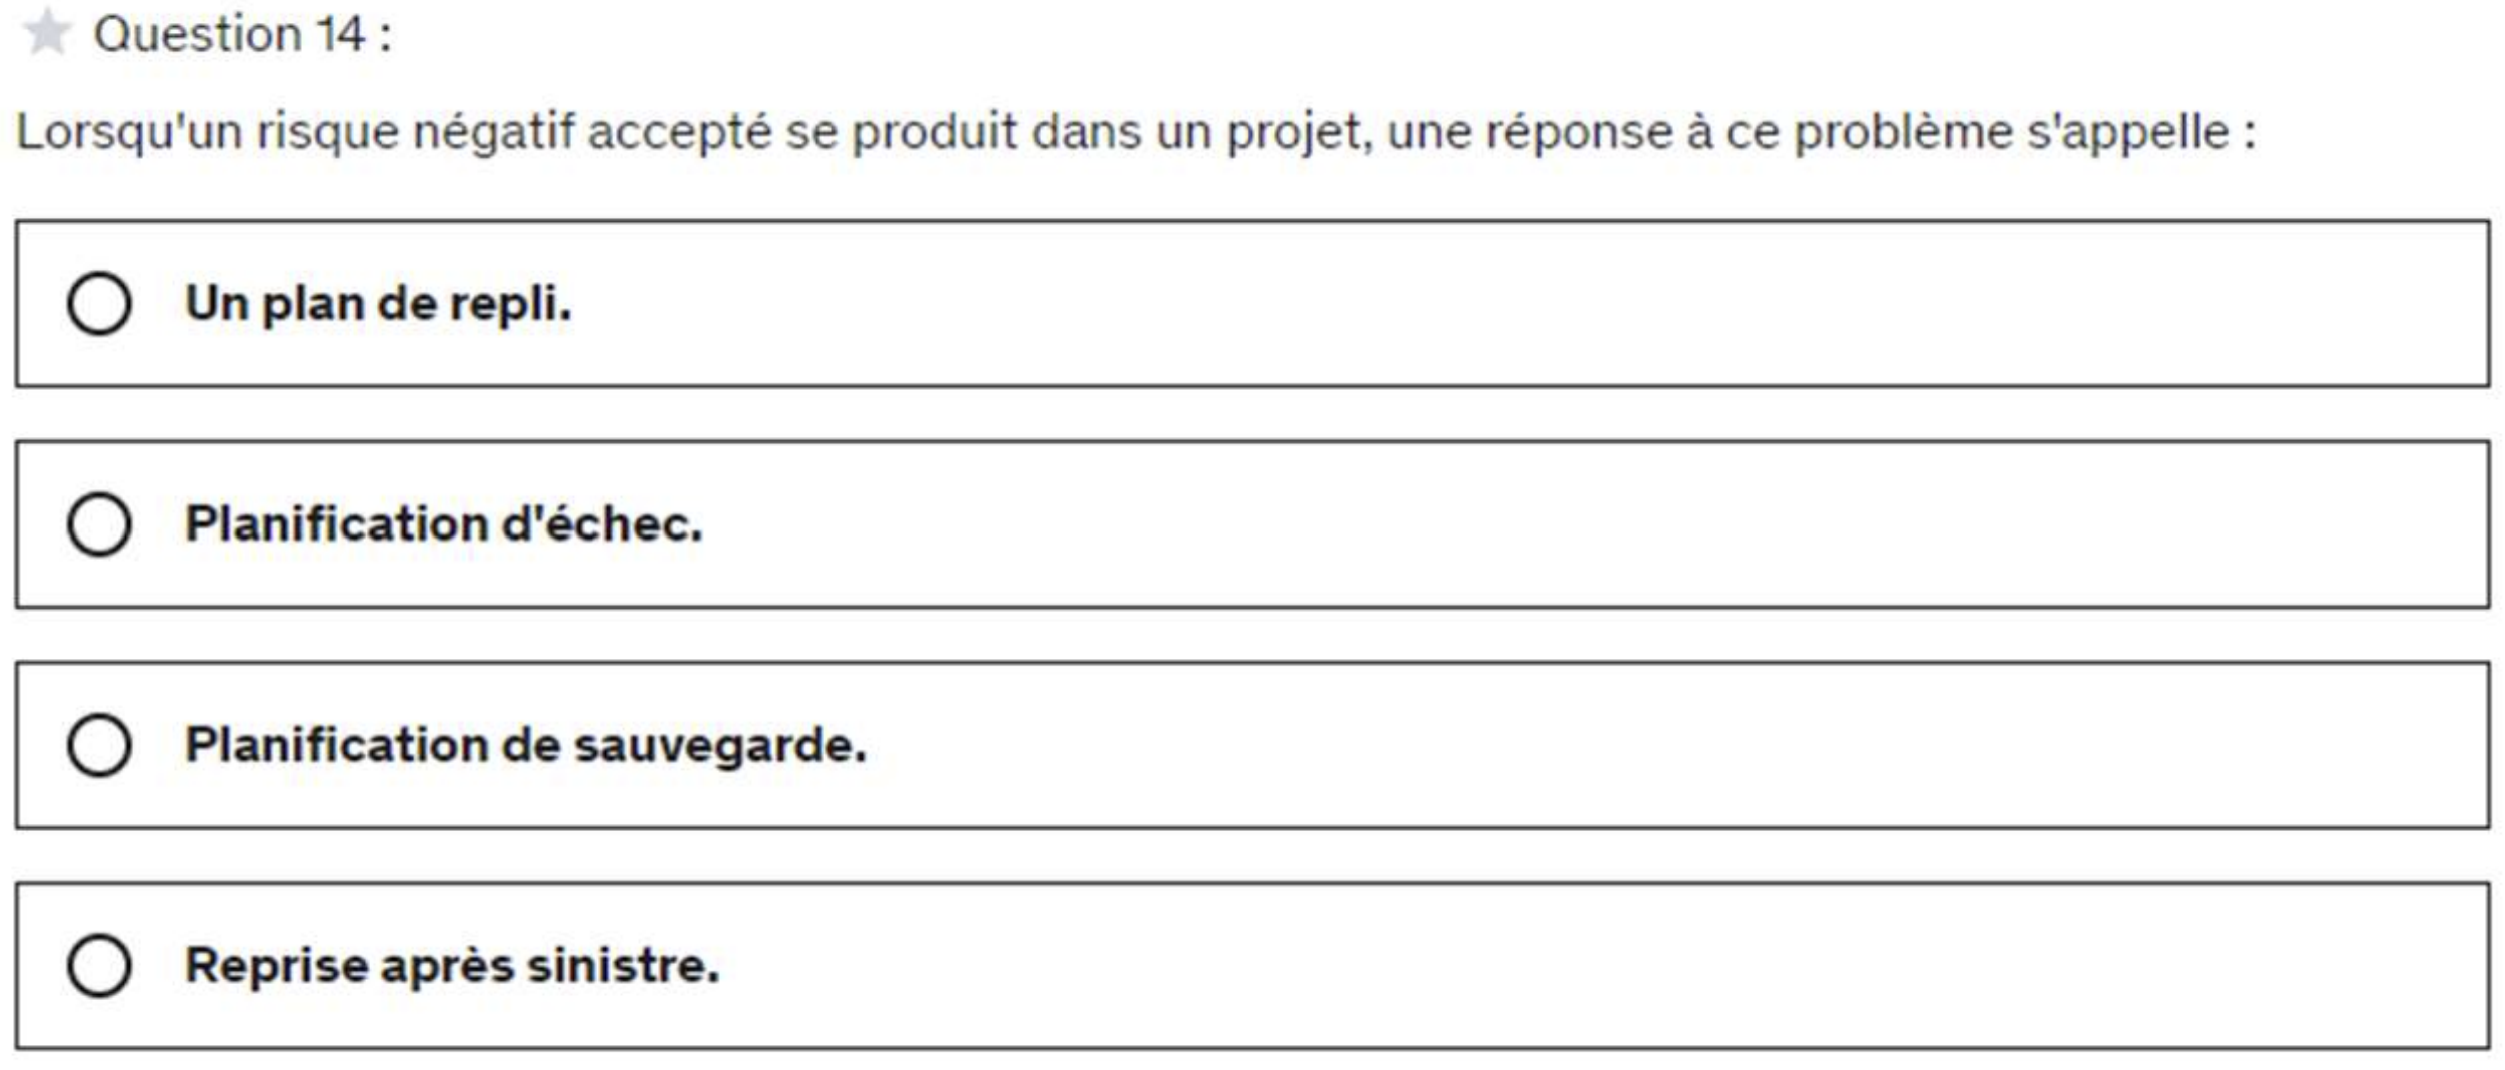 Question 14 :
Lorsqu'un risque négatif accepté se produit dans un projet, une réponse à ce problème s'appelle :
Un plan de repli.
Planification d'échec.
Planification de sauvegarde.
Reprise après sinistre.